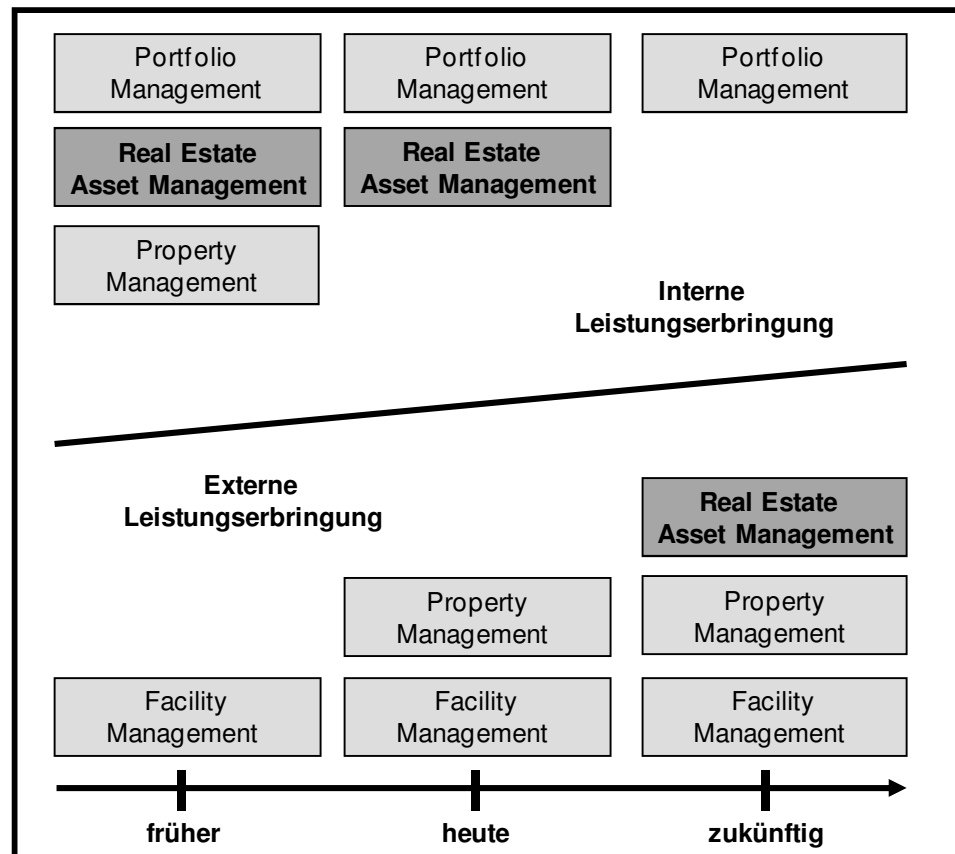 Portfolio
Management
Portfolio
Management
Portfolio
Management
Real Estate
Asset Management
Real Estate
Asset Management
Property
Management
Interne
Leistungserbringung
Externe
Leistungserbringung
Real Estate
Asset Management
Property
Management
Property
Management
Facility
Management
Facility
Management
Facility
Management
früher
heute
zukünftig